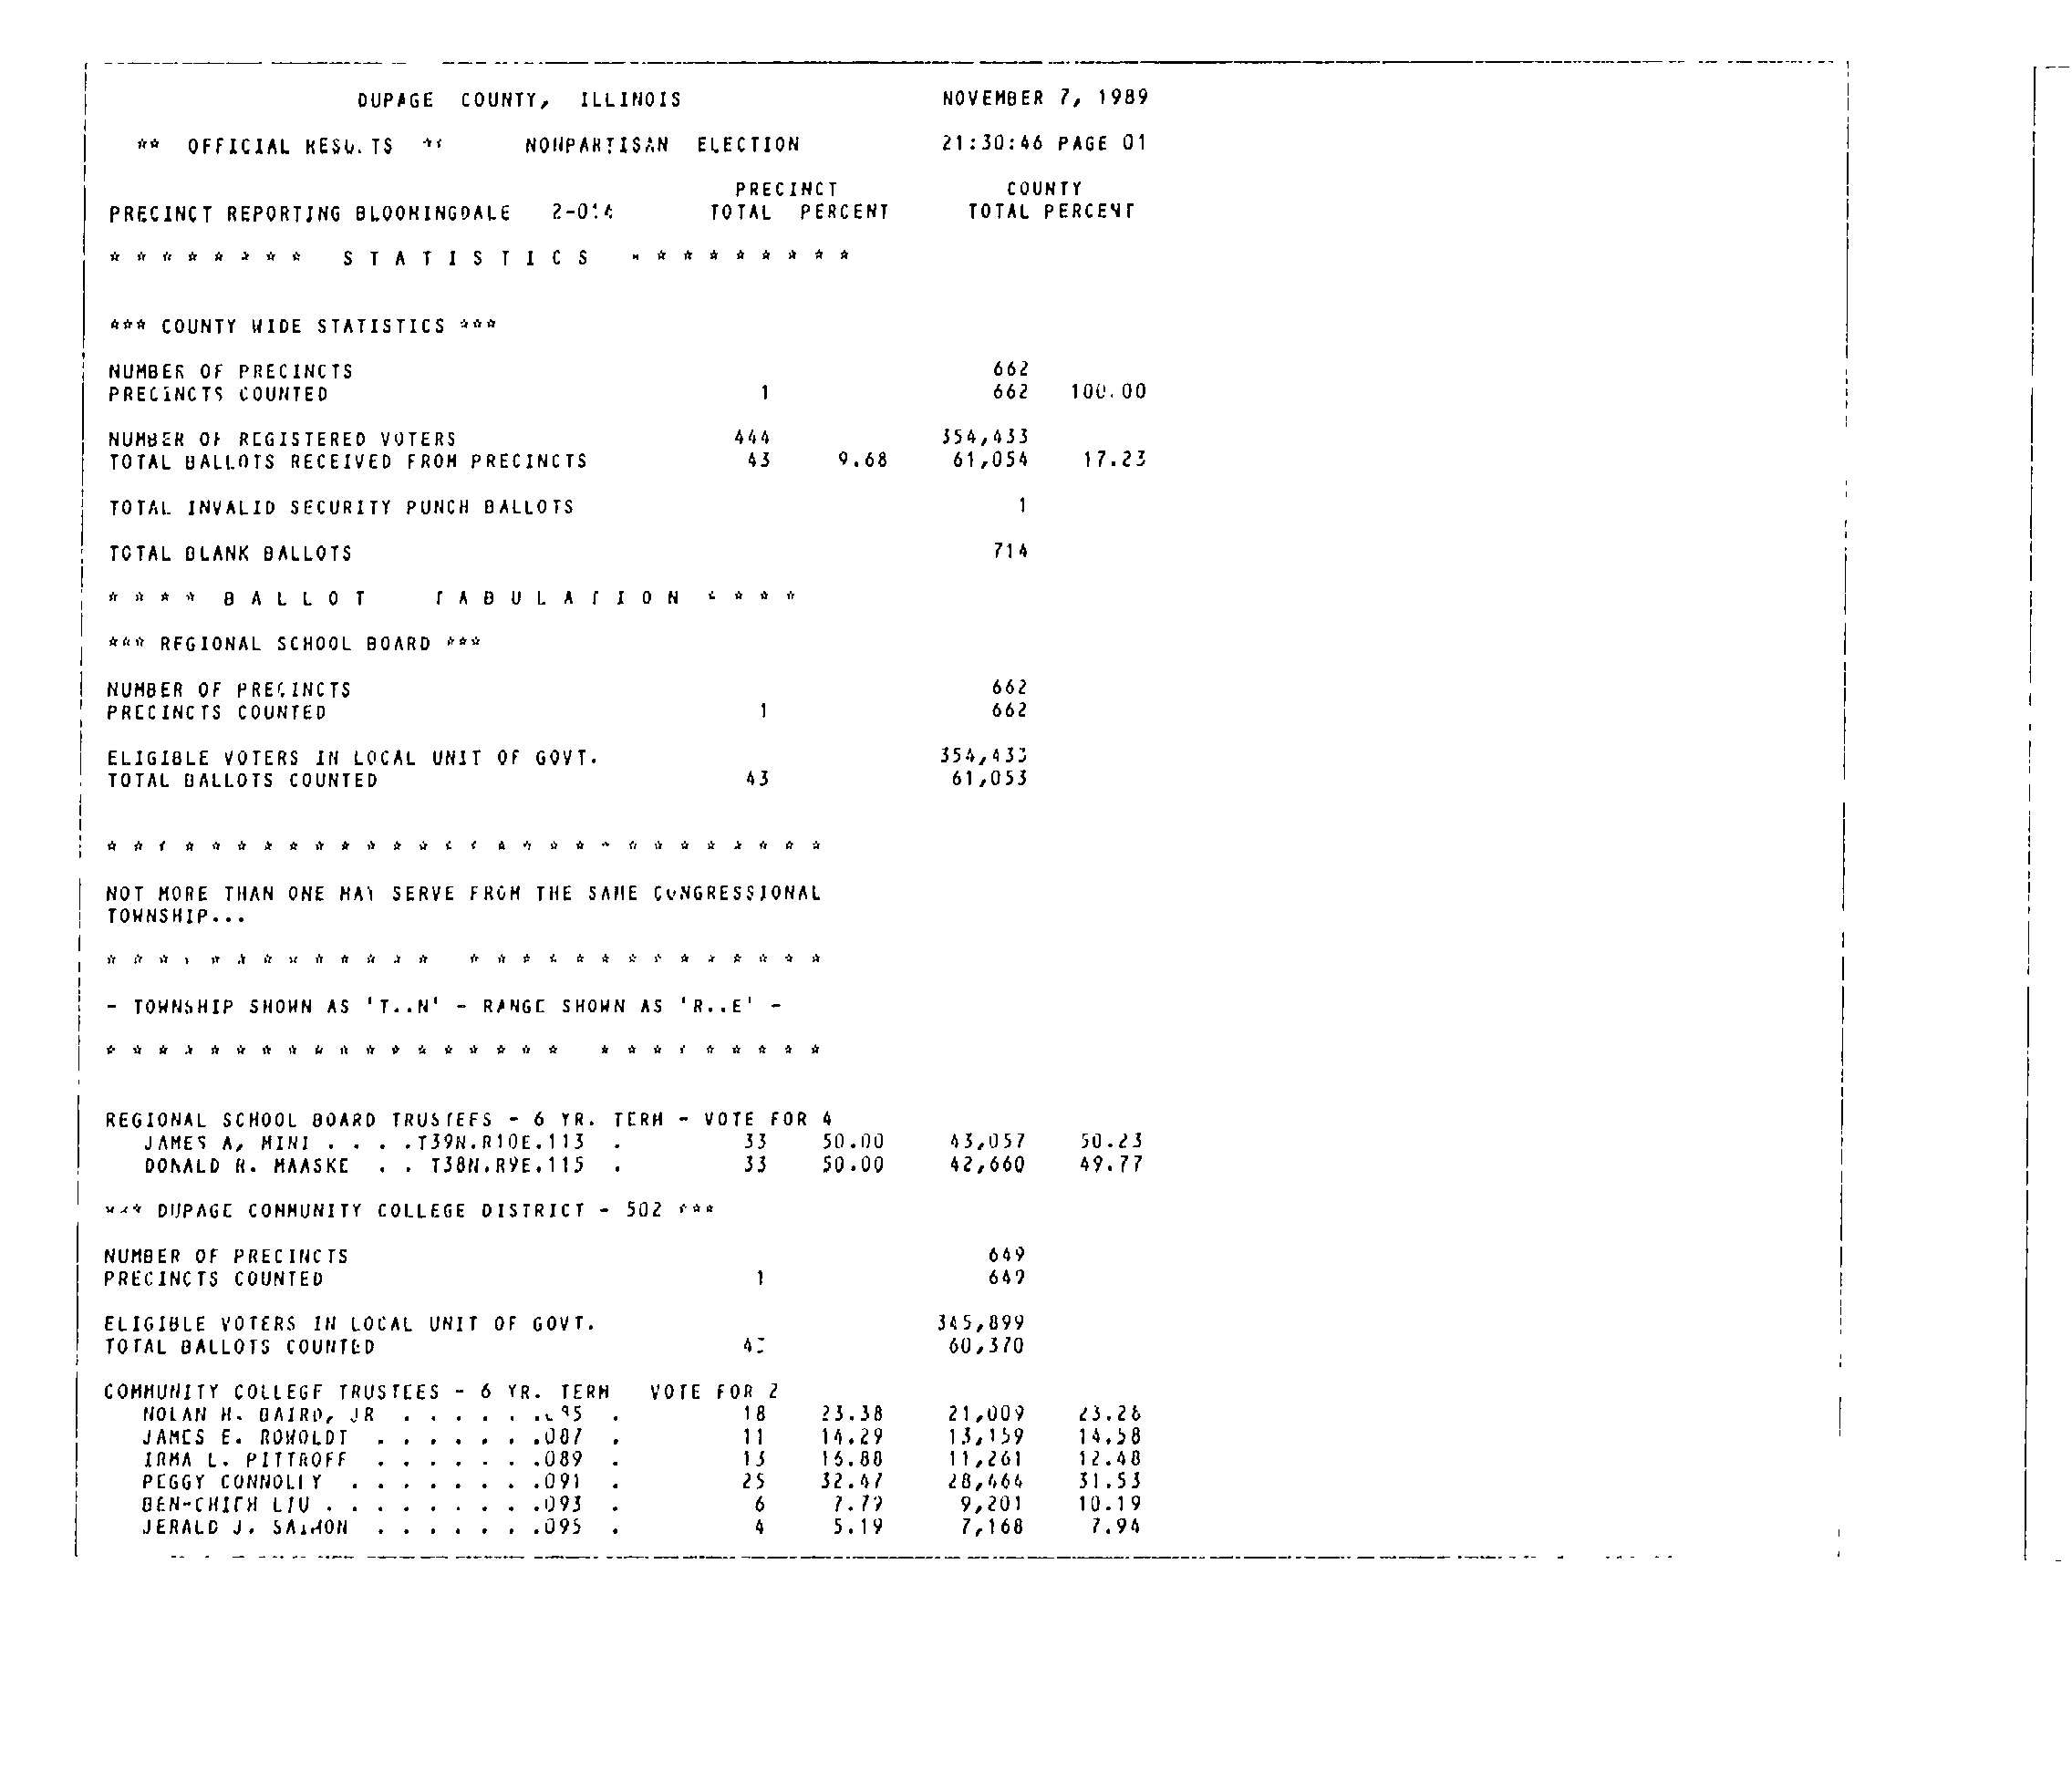 DUPAGE COUNTY, ILLINOIS NOVEMBER 7, 1989
** OFFICIAL RESULTS ** NONPARTISAN ELECTION 21:30:46 PAGE 01
PRECINCT COUNTY
PRECINCT REPORTING BLOOMINGDALE 2-014 TOTAL PERCENT TOTAL PERCENT
* * * * * * * * S T A T I S T I C S * * * * * * * * *
*** COUNTY WIDE STATISTICS ***
NUMBER OF PRECINCTS 662
PRECINCTS COUNTED 1 662 100.00
NUMBER OF REGISTERED VOTERS 444 354,433
TOTAL BALLOTS RECEIVED FROM PRECINCTS 43 9.68 61,054 17.23
TOTAL INVALID SECURITY PUNCH BALLOTS 1
TOTAL BLANK BALLOTS 714
* * * * B A L L O T T A B U L A T I O N * * * *
*** REGIONAL SCHOOL BOARD ***
NUMBER OF PRECINCTS 662
PRECINCTS COUNTED 1 662
ELIGIBLE VOTERS IN LOCAL UNIT OF GOVT. 354,433
TOTAL BALLOTS COUNTED 43 61,053
* * * * * * * * * * * * * * * * * * * * * * * * * * * *
NOT MORE THAN ONE MAY SERVE FROM THE SAME CONGRESSIONAL
TOWNSHIP...
* * * * * * * * * * * * * * * * * * * * * * * * * * *
- TOWNSHIP SHOWN AS 'T..N' - RANGE SHOWN AS 'R..E' -
* * * * * * * * * * * * * * * * * * * * * * * * * * *
REGIONAL SCHOOL BOARD TRUSTEES - 6 YR. TERM - VOTE FOR 4
JAMES A. MINI . . . .T39N.R10E.113 . 33 50.00 43,057 50.23
DONALD R. MAASKE . . T38N.R9E.115 . 33 50.00 42,660 49.77
*** DUPAGE COMMUNITY COLLEGE DISTRICT - 502 ***
NUMBER OF PRECINCTS 649
PRECINCTS COUNTED 1 649
ELIGIBLE VOTERS IN LOCAL UNIT OF GOVT. 345,899
TOTAL BALLOTS COUNTED 43 60,370
COMMUNITY COLLEGE TRUSTEES - 6 YR. TERM VOTE FOR 2
NOLAN H. BAIRD, JR . . . . . . . 18 23.38 21,009 23.28
JAMES E. ROWOLDT . . . . . . .087 . 11 14.29 13,159 14.58
IRMA L. PITTROFF . . . . . . .089 . 13 16.88 11,261 12.48
PEGGY CONNOLLY . . . . . . . .091 . 25 32.47 28,464 31.53
BEN-CHIEH LIU . . . . . . . . .093 . 6 7.79 9,201 10.19
JERALD J. SAIMON . . . . . . .095 . 4 5.19 7,168 7.94